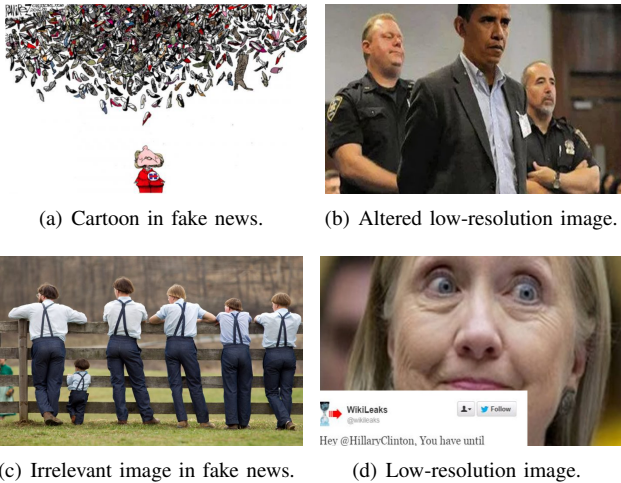 (a) Cartoon in fake news.
(b) Altered low-resolution image.
(c) Irrelevant image in fake news.
WikiLeaks
@wikileaks
Follow
Hey @HillaryClinton, You have until
(d) Low-resolution image.